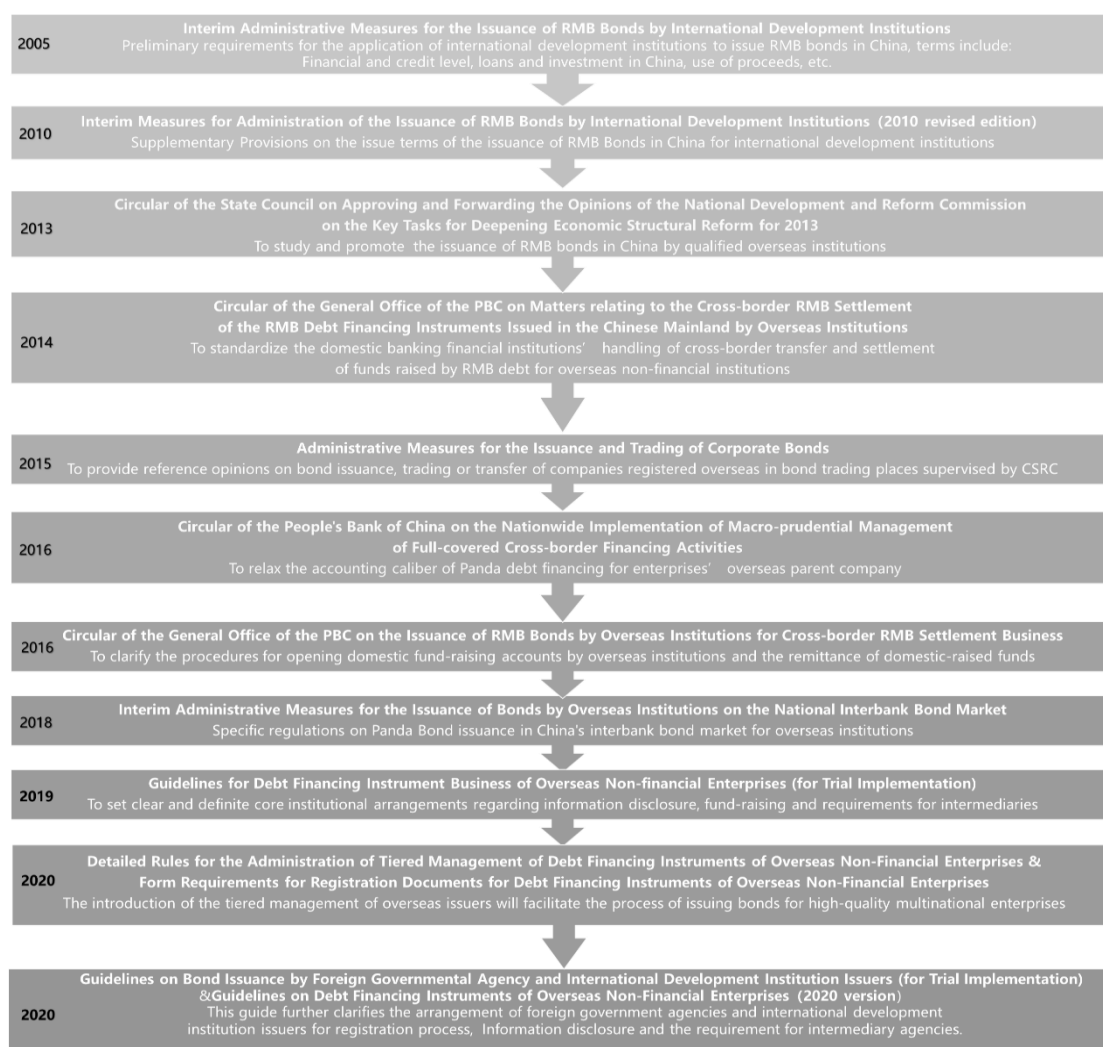 2005
Interim Administrative Measures for the Issuance of RMB Bonds by International Development Institutions
Preliminary requirements for the application of international development institutions to issue RMB bonds in China, terms include:
Financial and credit level, loans and investment in China, use of proceeds, etc.
2010
Interim Measures for Administration of the Issuance of RMB Bonds by International Development Institutions (2010 revised edition)
Supplementary Provisions on the issue terms of the issuance of RMB Bonds in China for international development institutions
2013
Circular of the State Council on Approving and Forwarding the Opinions of the National Development and Reform Commission
on the Key Tasks for Deepening Economic Structural Reform for 2013
To study and promote the issuance of RMB bonds in China by qualified overseas institutions
2014
Circular of the General Office of the PBC on Matters relating to the Cross-border RMB Settlement
of the RMB Debt Financing Instruments Issued in the Chinese Mainland by Overseas Institutions
To standardize the domestic banking financial institutions' handling of cross-border transfer and settlement
of funds raised by RMB debt for overseas non-financial institutions
2015
Administrative Measures for the Issuance and Trading of Corporate Bonds
To provide reference opinions on bond issuance, trading or transfer of companies registered overseas in bond trading places supervised by CSRC
2016
Circular of the People's Bank of China on the Nationwide Implementation of Macro-prudential Management
of Full-covered Cross-border Financing Activities
To relax the accounting caliber of Panda debt financing for enterprises' overseas parent company
2016
Circular of the General Office of the PBC on the Issuance of RMB Bonds by Overseas Institutions for Cross-border RMB Settlement Business
To clarify the procedures for opening domestic fund-raising accounts by overseas institutions and the remittance of domestic-raised funds
2018
Interim Administrative Measures for the Issuance of Bonds by Overseas Institutions on the National Interbank Bond Market
Specific regulations on Panda Bond issuance in China's interbank bond market for overseas institutions
2019
Guidelines for Debt Financing Instrument Business of Overseas Non-financial Enterprises (for Trial Implementation)
To set clear and definite core institutional arrangements regarding information disclosure, fund-raising and requirements for intermediaries
2020
Detailed Rules for the Administration of Tiered Management of Debt Financing Instruments of Overseas Non-Financial Enterprises &
Form Requirements for Registration Documents for Debt Financing Instruments of Overseas Non-Financial Enterprises
The introduction of the tiered management of overseas issuers will facilitate the process of issuing bonds for high-quality multinational enterprises
2020
Guidelines on Bond Issuance by Foreign Governmental Agency and International Development Institution Issuers (for Trial Implementation)
&Guidelines on Debt Financing Instruments of Overseas Non-Financial Enterprises (2020 version)
This guide further clarifies the arrangement of foreign government agencies and international development
institution issuers for registration process, Information disclosure and the requirement for intermediary agencies.